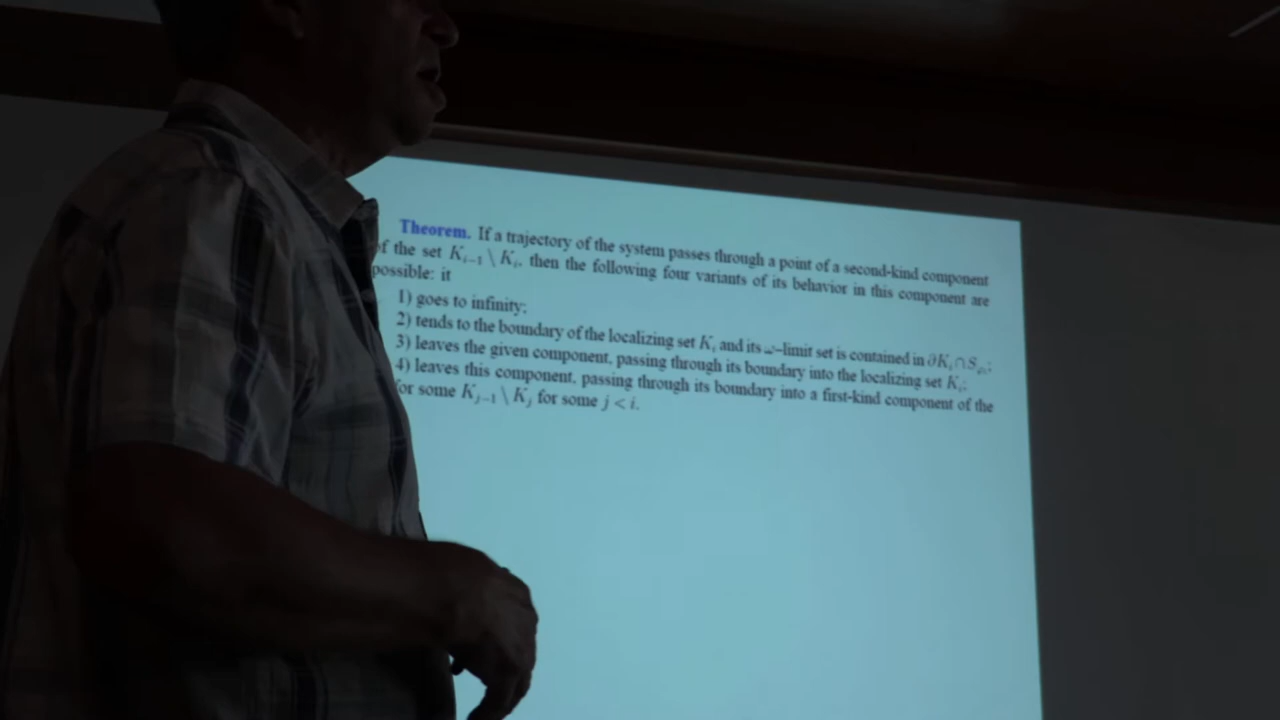 Theorem. If a trajectory of the system passes through a point of a second-kind component
of the set K_{i-1} \ K_i, then the following four variants of its behavior in this component are
possible: it
1) goes to infinity;
2) tends to the boundary of the localizing set K_i and its ω-limit set is contained in ∂K_i ∩ S_{φ_i};
3) leaves the given component, passing through its boundary into the localizing set K_i;
4) leaves this component, passing through its boundary into a first-kind component of the
for some K_{j-1} \ K_j for some j < i.